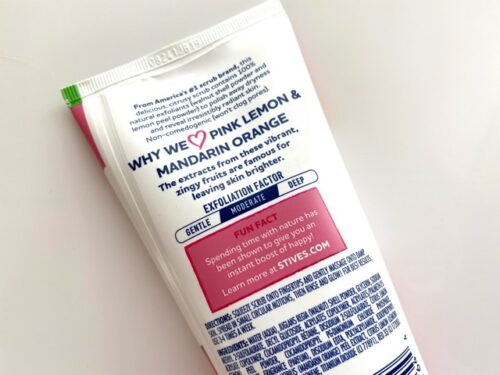 From America's #1 scrub brand, this
delicious, citrusy scrub contains 100%
natural exfoliants (walnut shell powder and
lemon peel powder) to polish away dryness
and reveal irresistibly radiant skin.
Non-comedogenic (won't clog pores).
WHY WE PINK LEMON &
MANDARIN ORANGE
The extracts from these vibrant,
zingy fruits are famous for
leaving skin brighter.
EXFOLIATION FACTOR
GENTLE MODERATE DEEP
FUN FACT
Spending time with nature has
been shown to give you an
instant boost of happy!
Learn more at STIVES.COM
DIRECTIONS: SQUEEZE SCRUB ONTO FINGERTIPS AND GENTLY MASSAGE ONTO DAMP
SKIN. SPREAD IN SMALL CIRCULAR MOTIONS, THEN RINSE AND GLOW! FOR BEST RESULTS,
USE 3-4 TIMES A WEEK.
INGREDIENTS: WATER (AQUA), JUGLANS REGIA (WALNUT) SHELL POWDER, GLYCERIN, SODIUM